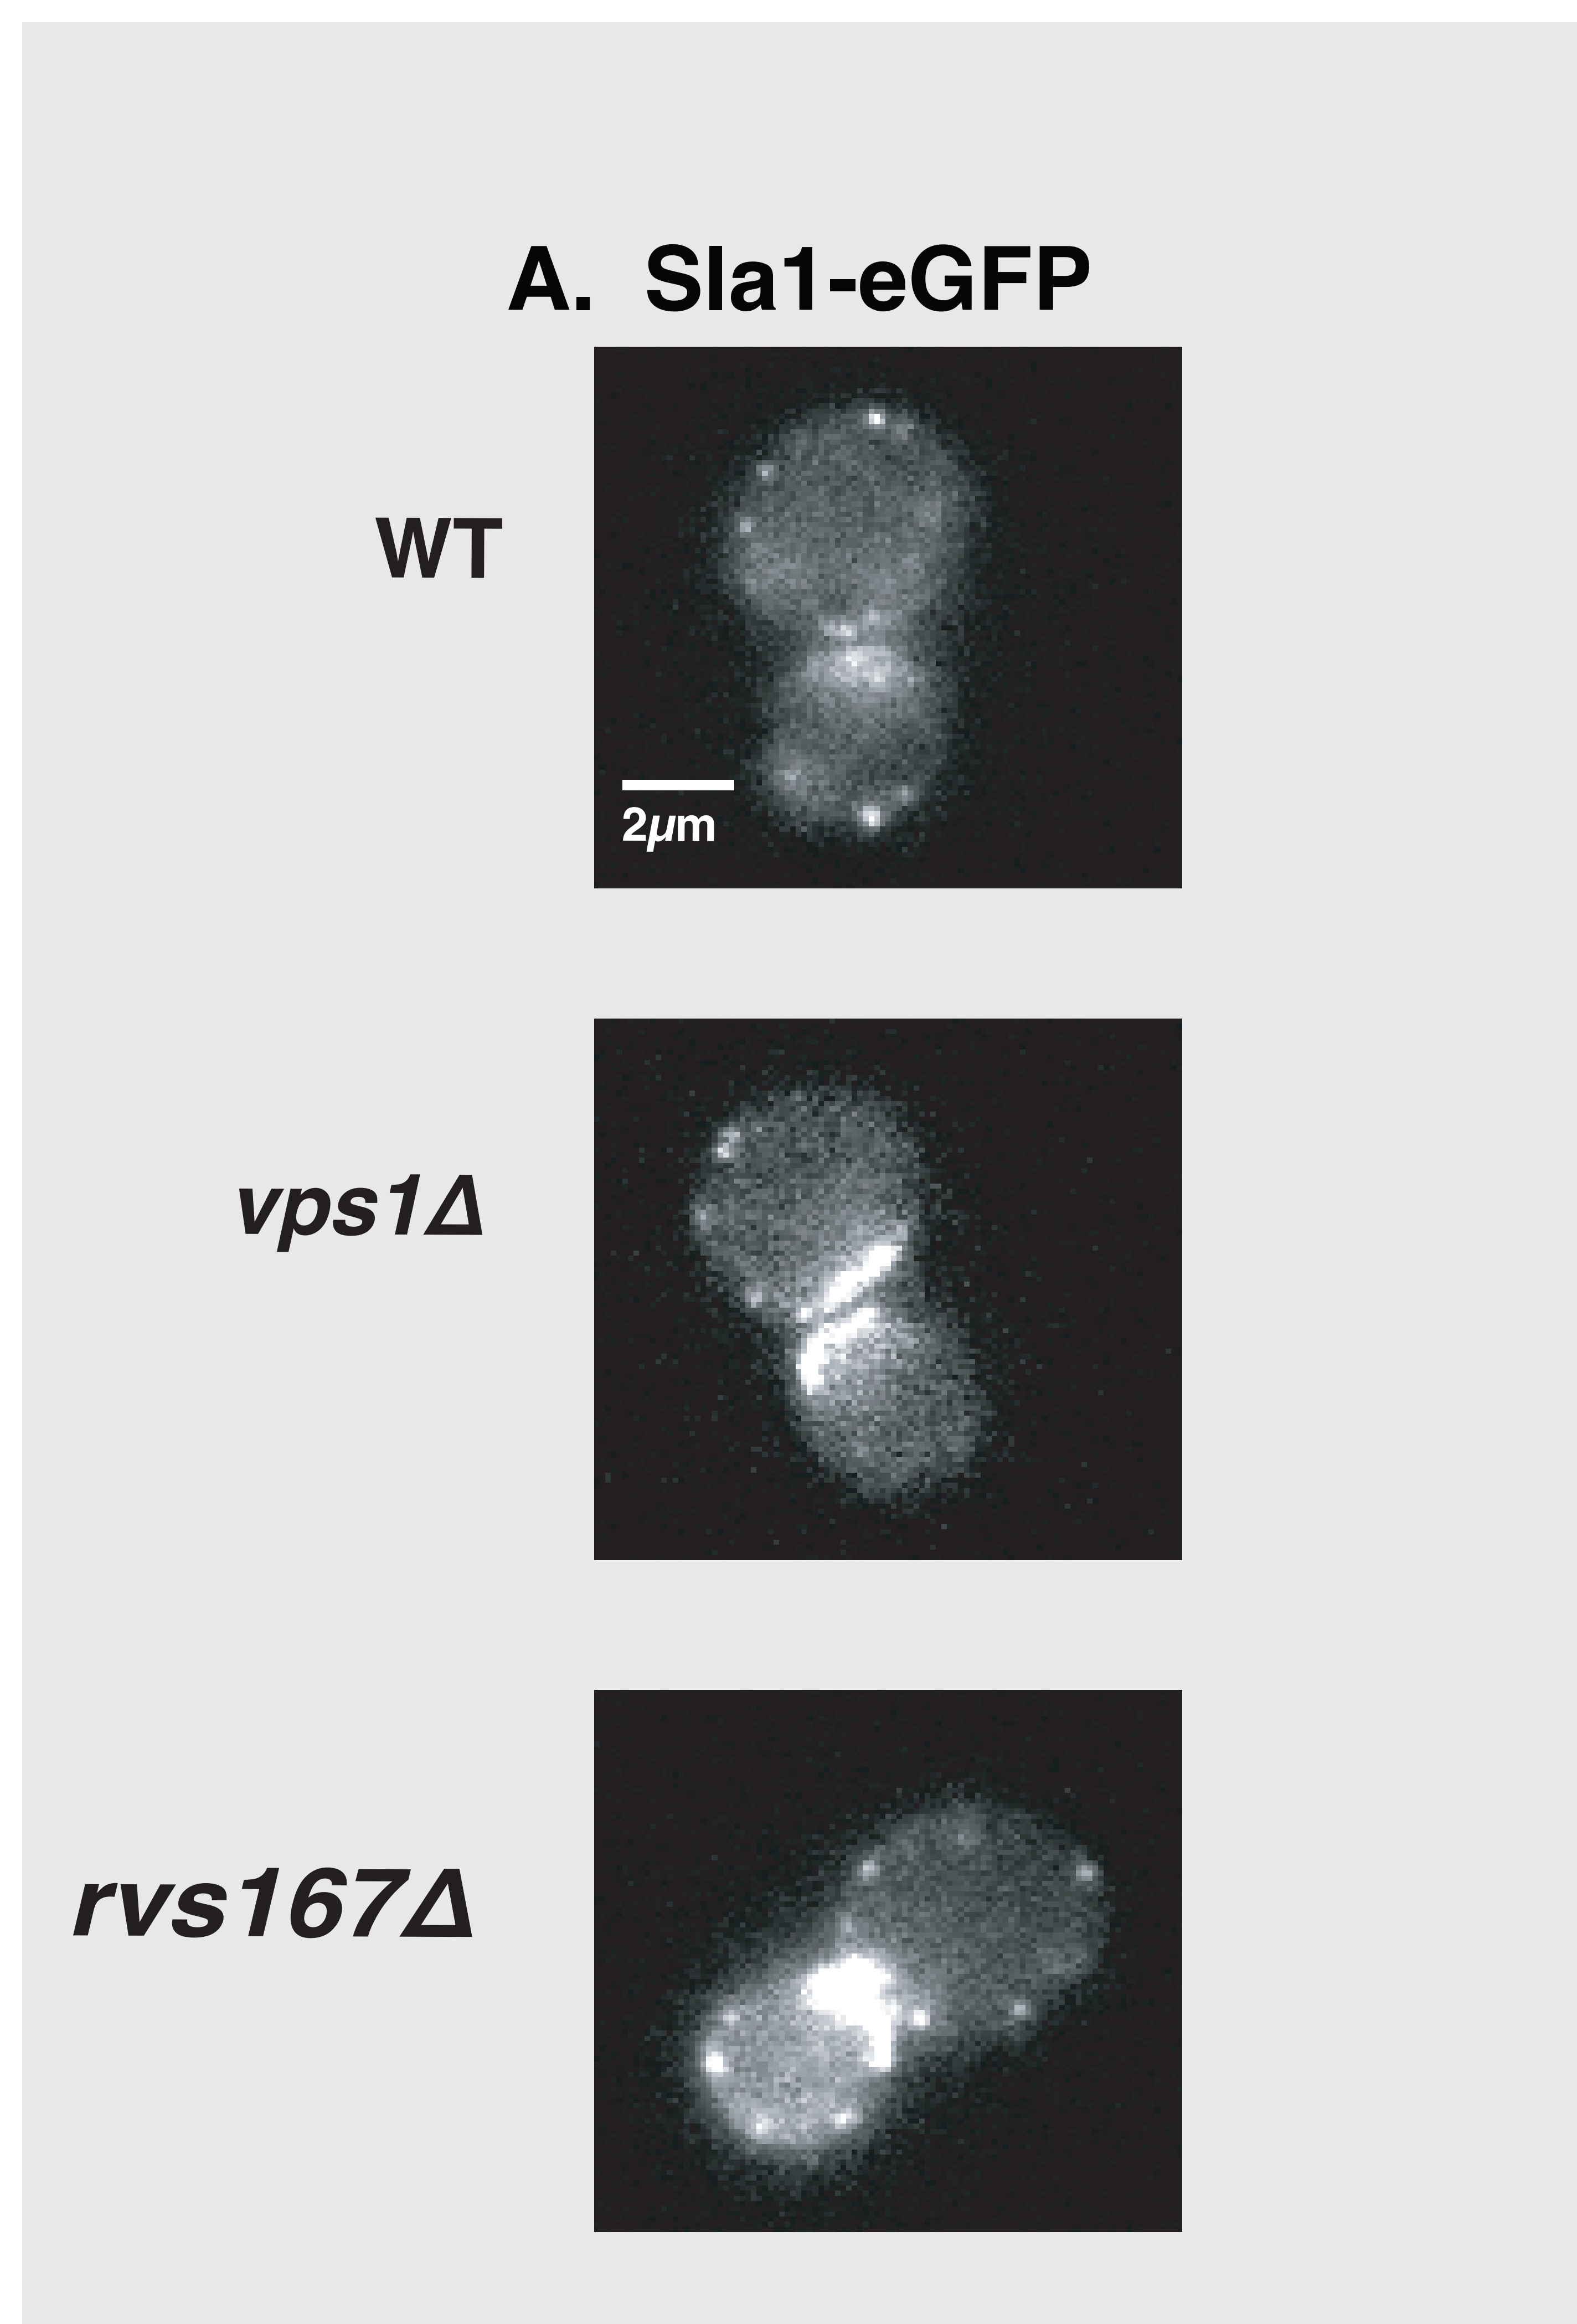 A. Sla1-eGFP
WT
2µm
vps1Δ
rvs167Δ